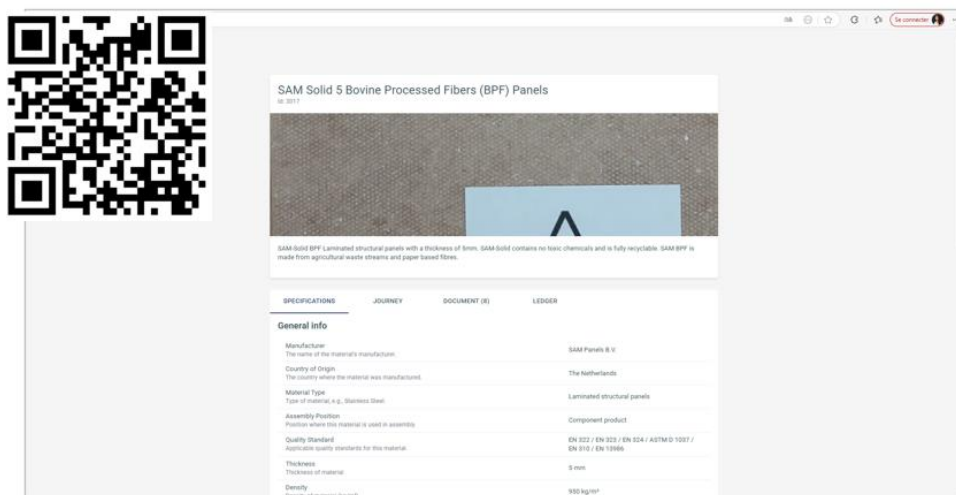 Se connecter
SAM Solid 5 Bovine Processed Fibers (BPF) Panels
Id: 3217
A
SAM-Solid BPF Laminated structural panels with a thickness of 5mm. SAM-Solid contains no toxic chemicals and is fully recyclable. SAM BPF is
made from agricultural waste streams and paper based fibres.
SPECIFICATIONS JOURNEY DOCUMENT (8) LEDGER
General info
Manufacturer
The name of the material's manufacturer.
SAM Panels B.V.
Country of Origin
The country where the material was manufactured.
The Netherlands
Material Type
Type of material, e.g., Stainless Steel.
Laminated structural panels
Assembly Position
Position where this material is used in assembly.
Component product
Quality Standard
Applicable quality standards for this material.
EN 322 / EN 323 / EN 324 / ASTM D 1037 /
EN 310 / EN 13986
Thickness
Thickness of material.
5 mm
Density
950 kg/m³